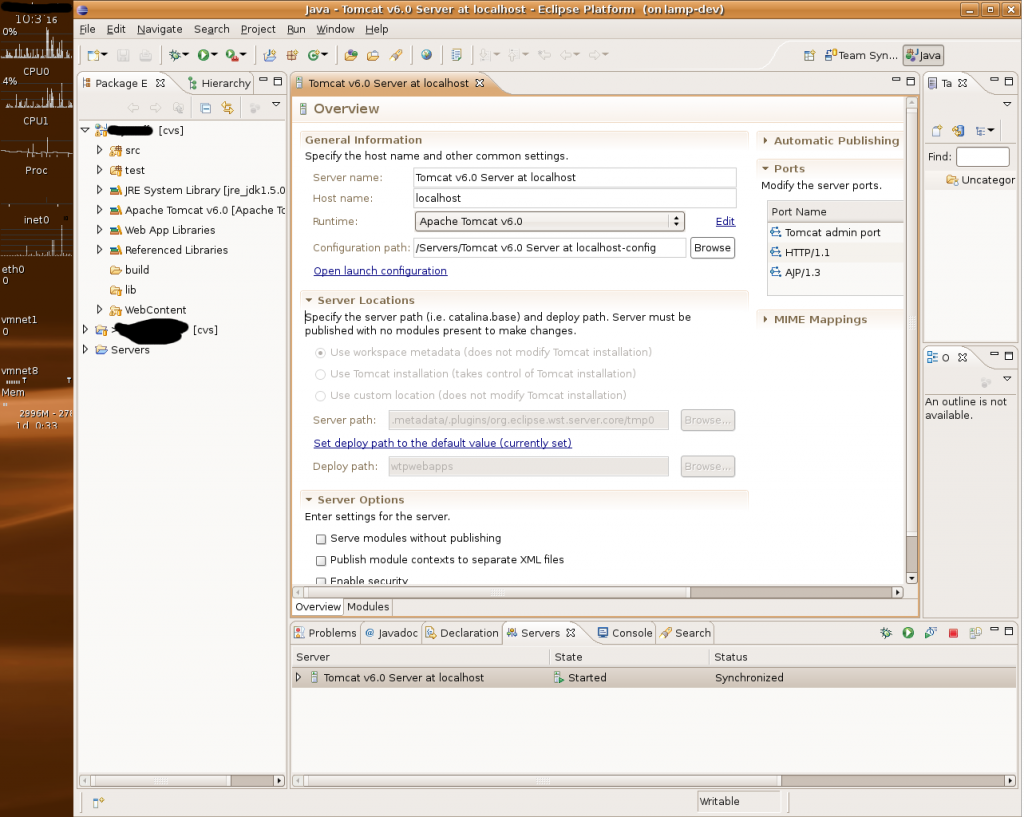 Java - Tomcat v6.0 Server at localhost - Eclipse Platform (on lamp-dev)
File Edit Navigate Search Project Run Window Help
Team Syn... Java
10:3 16
0%
CPU0
4%
CPU1
Proc
inet0
eth0
0
vmnet1
0
vmnet8
Mem
2996M - 278
1d 0:33
Package E Hierarchy
[cvs]
src
test
JRE System Library [jre_jdk1.5.0
Apache Tomcat v6.0 [Apache To
Web App Libraries
Referenced Libraries
build
lib
WebContent
[cvs]
Servers
Tomcat v6.0 Server at localhost
Overview
General Information
Specify the host name and other common settings.
Server name: Tomcat v6.0 Server at localhost
Host name: localhost
Runtime: Apache Tomcat v6.0 Edit
Configuration path: /Servers/Tomcat v6.0 Server at localhost-config Browse
Open launch configuration
Server Locations
Specify the server path (i.e. catalina.base) and deploy path. Server must be
published with no modules present to make changes.
Use workspace metadata (does not modify Tomcat installation)
Use Tomcat installation (takes control of Tomcat installation)
Use custom location (does not modify Tomcat installation)
Server path: .metadata/.plugins/org.eclipse.wst.server.core/tmp0 Browse...
Set deploy path to the default value (currently set)
Deploy path: wtpwebapps Browse...
Server Options
Enter settings for the server.
Serve modules without publishing
Publish module contexts to separate XML files
Enable security
Automatic Publishing
Ports
Modify the server ports.
Port Name
Tomcat admin port
HTTP/1.1
AJP/1.3
MIME Mappings
Overview Modules
Ta
Find:
Uncategor
O
An outline is not
available.
Problems Javadoc Declaration Servers Console Search
Server State Status
Tomcat v6.0 Server at localhost Started Synchronized
Writable